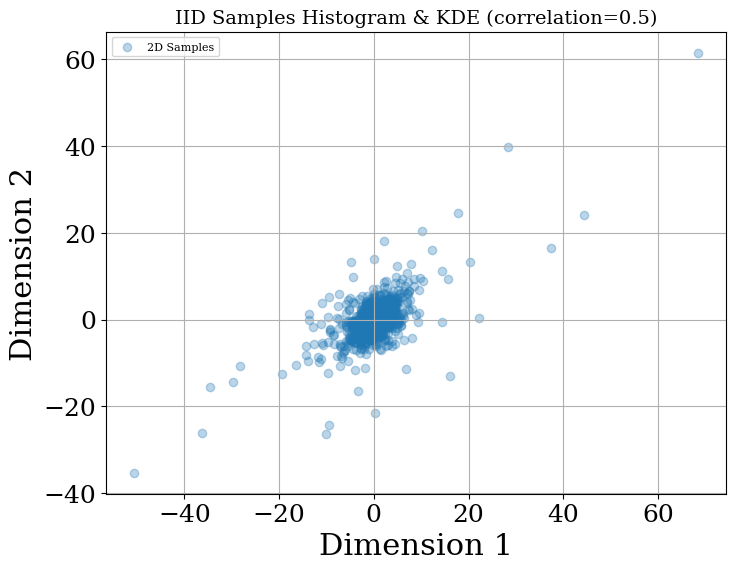 IID Samples Histogram & KDE (correlation=0.5)
2D Samples
60
40
20
0
−20
−40
Dimension 2
−40 −20 0 20 40 60
Dimension 1